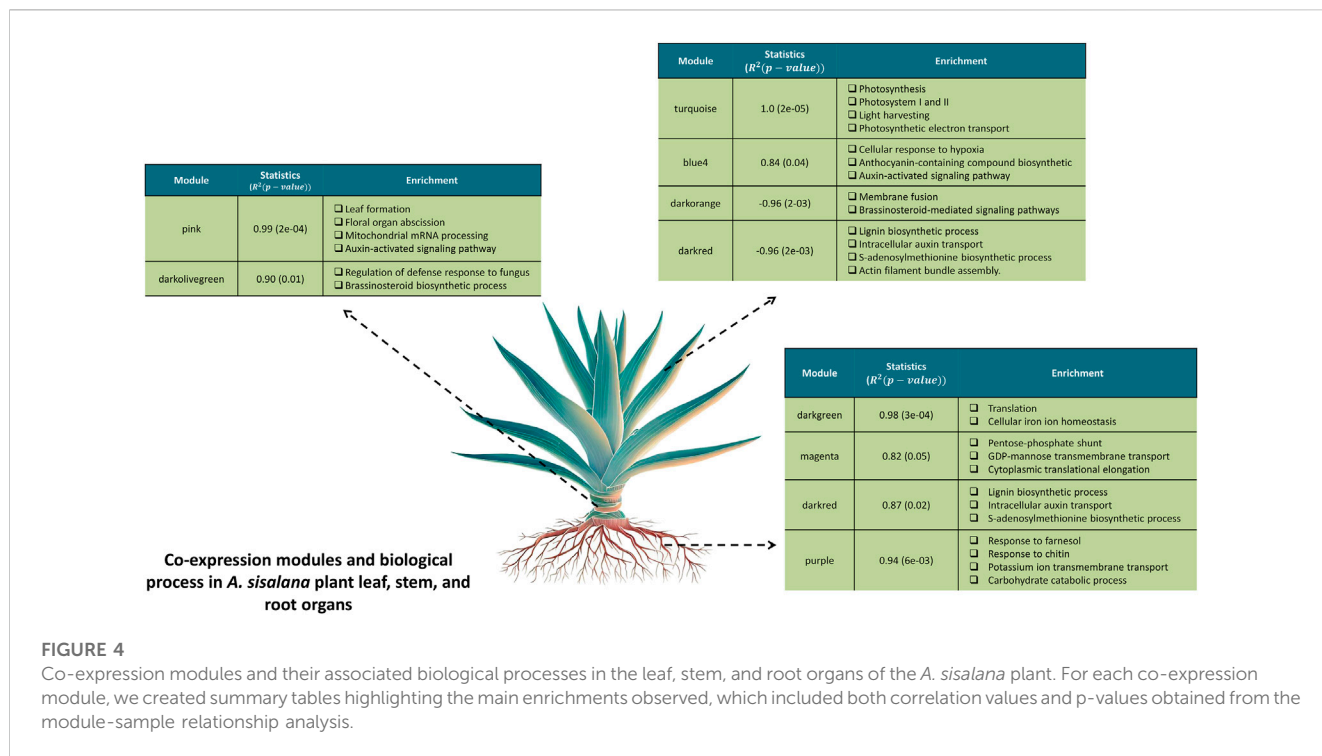 Module Statistics (R²(p − value)) Enrichment
pink 0.99 (2e-04)
❑ Leaf formation
❑ Floral organ abscission
❑ Mitochondrial mRNA processing
❑ Auxin-activated signaling pathway
darkolivegreen 0.90 (0.01)
❑ Regulation of defense response to fungus
❑ Brassinosteroid biosynthetic process
Module Statistics (R²(p − value)) Enrichment
turquoise 1.0 (2e-05)
❑ Photosynthesis
❑ Photosystem I and II
❑ Light harvesting
❑ Photosynthetic electron transport
blue4 0.84 (0.04)
❑ Cellular response to hypoxia
❑ Anthocyanin-containing compound biosynthetic
❑ Auxin-activated signaling pathway
darkorange -0.96 (2-03)
❑ Membrane fusion
❑ Brassinosteroid-mediated signaling pathways
darkred -0.96 (2e-03)
❑ Lignin biosynthetic process
❑ Intracellular auxin transport
❑ S-adenosylmethionine biosynthetic process
❑ Actin filament bundle assembly.
Module Statistics (R²(p − value)) Enrichment
darkgreen 0.98 (3e-04)
❑ Translation
❑ Cellular iron ion homeostasis
magenta 0.82 (0.05)
❑ Pentose-phosphate shunt
❑ GDP-mannose transmembrane transport
❑ Cytoplasmic translational elongation
darkred 0.87 (0.02)
❑ Lignin biosynthetic process
❑ Intracellular auxin transport
❑ S-adenosylmethionine biosynthetic process
purple 0.94 (6e-03)
❑ Response to farnesol
❑ Response to chitin
❑ Potassium ion transmembrane transport
❑ Carbohydrate catabolic process
Co-expression modules and biological
process in A. sisalana plant leaf, stem, and
root organs
FIGURE 4
Co-expression modules and their associated biological processes in the leaf, stem, and root organs of the A. sisalana plant. For each co-expression
module, we created summary tables highlighting the main enrichments observed, which included both correlation values and p-values obtained from the
module-sample relationship analysis.